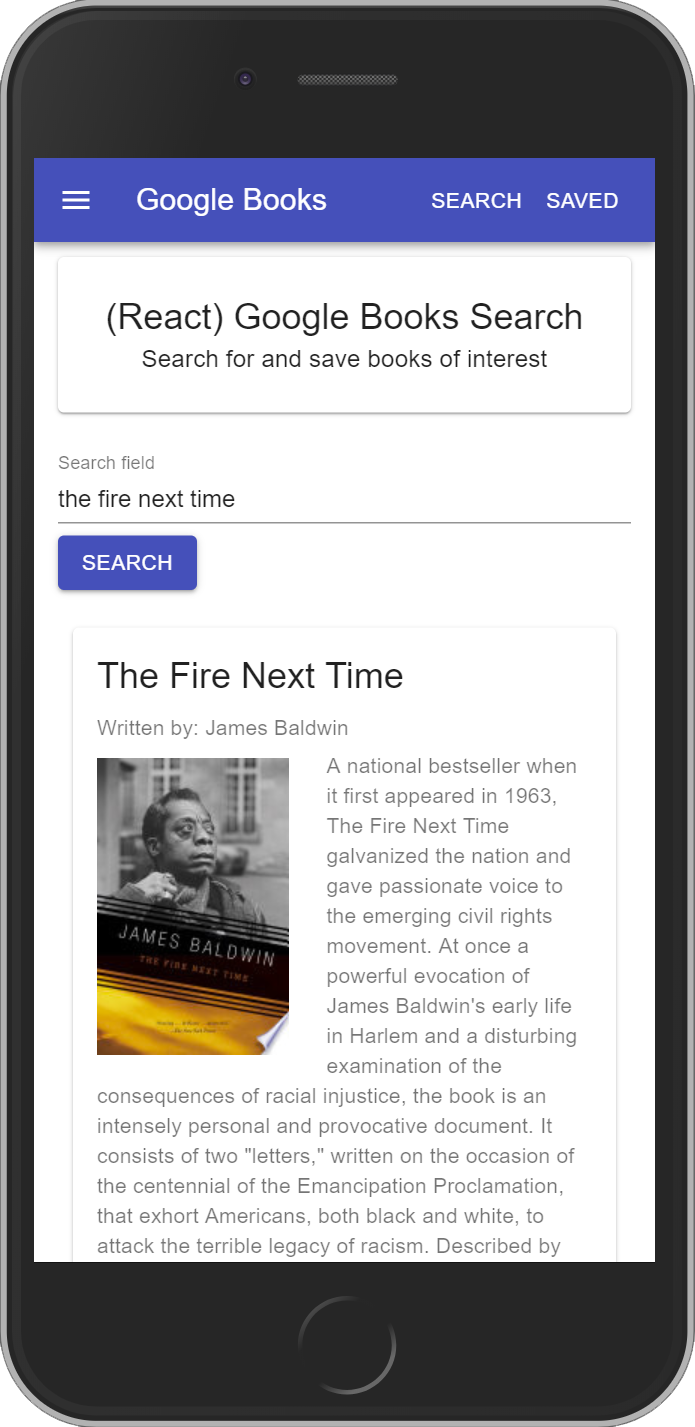 Google Books
SEARCH
SAVED
(React) Google Books Search
Search for and save books of interest
Search field
the fire next time
SEARCH
The Fire Next Time
Written by: James Baldwin
JAMES BALDWIN
THE FIRE NEXT TIME
A national bestseller when
it first appeared in 1963,
The Fire Next Time
galvanized the nation and
gave passionate voice to
the emerging civil rights
movement. At once a
powerful evocation of
James Baldwin's early life
in Harlem and a disturbing
examination of the
consequences of racial injustice, the book is an
intensely personal and provocative document. It
consists of two "letters," written on the occasion of
the centennial of the Emancipation Proclamation,
that exhort Americans, both black and white, to
attack the terrible legacy of racism. Described by